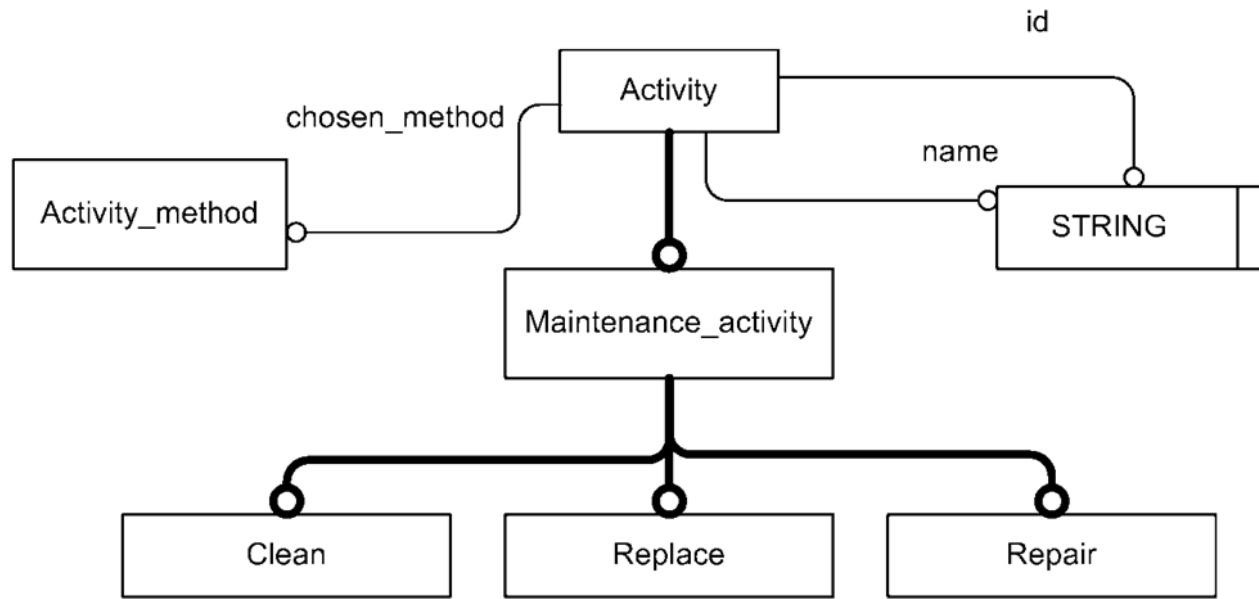 id
Activity
chosen_method
name
Activity_method
STRING
Maintenance_activity
Clean
Replace
Repair